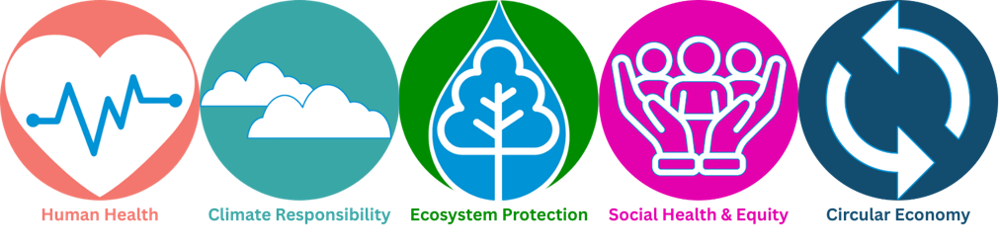 Human Health
Climate Responsibility
Ecosystem Protection
Social Health & Equity
Circular Economy